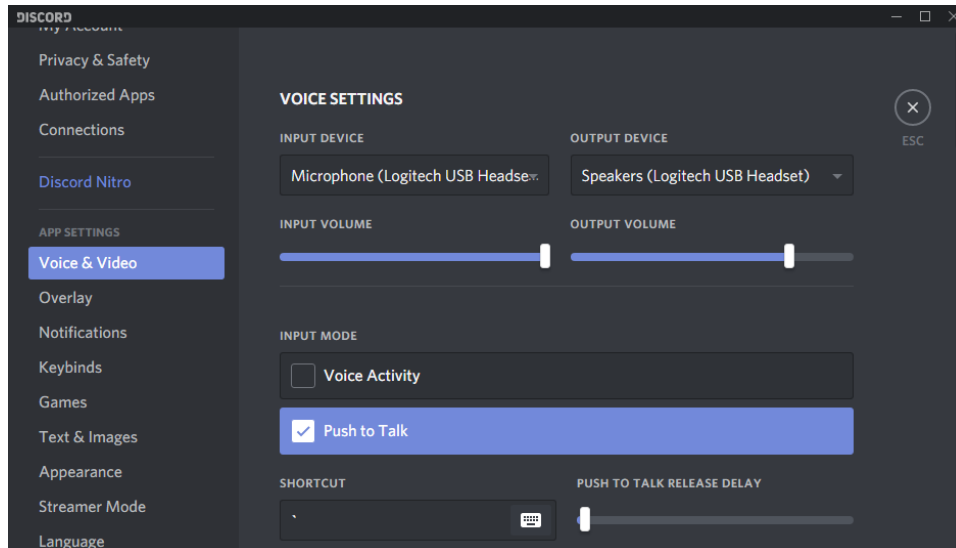 DISCORD
My Account
Privacy & Safety
Authorized Apps
Connections
Discord Nitro
APP SETTINGS
Voice & Video
Overlay
Notifications
Keybinds
Games
Text & Images
Appearance
Streamer Mode
Language
VOICE SETTINGS
ESC
INPUT DEVICE
OUTPUT DEVICE
Microphone (Logitech USB Headse...
Speakers (Logitech USB Headset)
INPUT VOLUME
OUTPUT VOLUME
INPUT MODE
Voice Activity
Push to Talk
SHORTCUT
PUSH TO TALK RELEASE DELAY
`